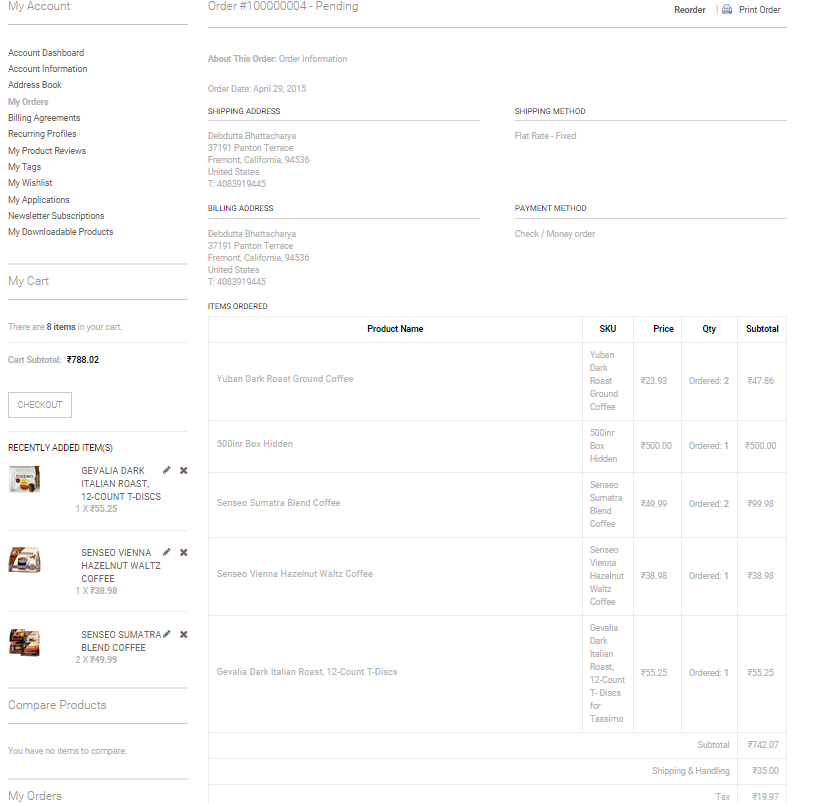 My Account
Account Dashboard
Account Information
Address Book
My Orders
Billing Agreements
Recurring Profiles
My Product Reviews
My Tags
My Wishlist
My Applications
Newsletter Subscriptions
My Downloadable Products
My Cart
There are 8 items in your cart.
Cart Subtotal: ₹788.02
CHECKOUT
RECENTLY ADDED ITEM(S)
GEVALIA DARK
ITALIAN ROAST,
12-COUNT T-DISCS
1 X ₹55.25
SENSEO VIENNA
HAZELNUT WALTZ
COFFEE
1 X ₹38.98
SENSEO SUMATRA
BLEND COFFEE
2 X ₹49.99
Compare Products
You have no items to compare.
My Orders
Order #100000004 - Pending
Reorder | Print Order
About This Order: Order Information
Order Date: April 29, 2015
SHIPPING ADDRESS
Debdutta Bhattacharya
37191 Panton Terrace
Fremont, California, 94536
United States
T: 4083919445
SHIPPING METHOD
Flat Rate - Fixed
BILLING ADDRESS
Debdutta Bhattacharya
37191 Panton Terrace
Fremont, California, 94536
United States
T: 4083919445
PAYMENT METHOD
Check / Money order
ITEMS ORDERED
Product Name SKU Price Qty Subtotal
Yuban Dark Roast Ground Coffee
Yuban
Dark
Roast
Ground
Coffee
₹23.93 Ordered: 2 ₹47.86
500inr Box Hidden
500inr
Box
Hidden
₹500.00 Ordered: 1 ₹500.00
Senseo Sumatra Blend Coffee
Senseo
Sumatra
Blend
Coffee
₹49.99 Ordered: 2 ₹99.98
Senseo Vienna Hazelnut Waltz Coffee
Senseo
Vienna
Hazelnut
Waltz
Coffee
₹38.98 Ordered: 1 ₹38.98
Gevalia Dark Italian Roast, 12-Count T-Discs
Gevalia
Dark
Italian
Roast,
12-Count
T- Discs
for
Tassimo
₹55.25 Ordered: 1 ₹55.25
Subtotal ₹742.07
Shipping & Handling ₹35.00
Tax ₹19.97